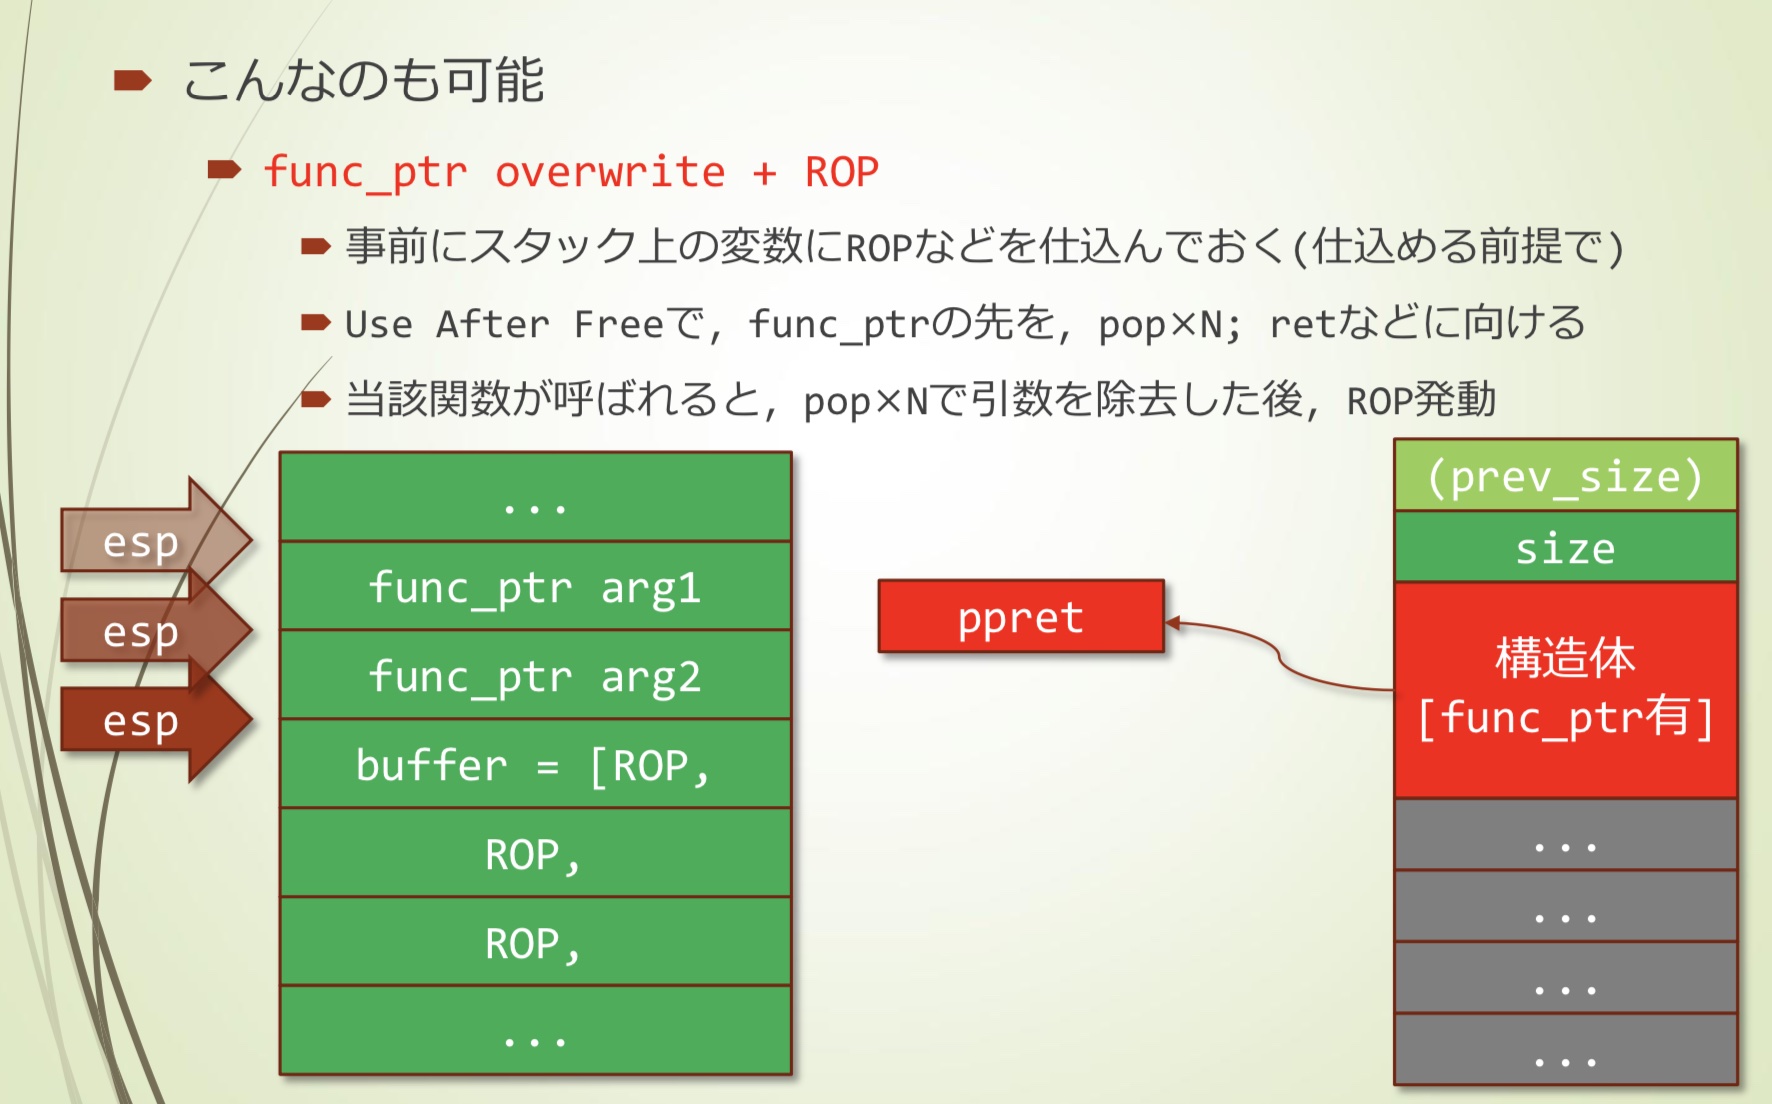 こんなのも可能
func_ptr overwrite + ROP
事前にスタック上の変数にROPなどを仕込んでおく(仕込める前提で)
Use After Freeで, func_ptrの先を, pop×N; retなどに向ける
当該関数が呼ばれると, pop×Nで引数を除去した後, ROP発動
esp
esp
esp
...
func_ptr arg1
func_ptr arg2
buffer = [ROP,
ROP,
ROP,
...
ppret
(prev_size)
size
構造体
[func_ptr有]
...
...
...
...